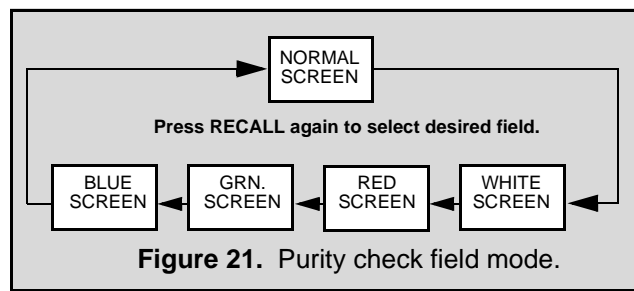 NORMAL
SCREEN
Press RECALL again to select desired field.
BLUE
SCREEN
GRN.
SCREEN
RED
SCREEN
WHITE
SCREEN
Figure 21. Purity check field mode.